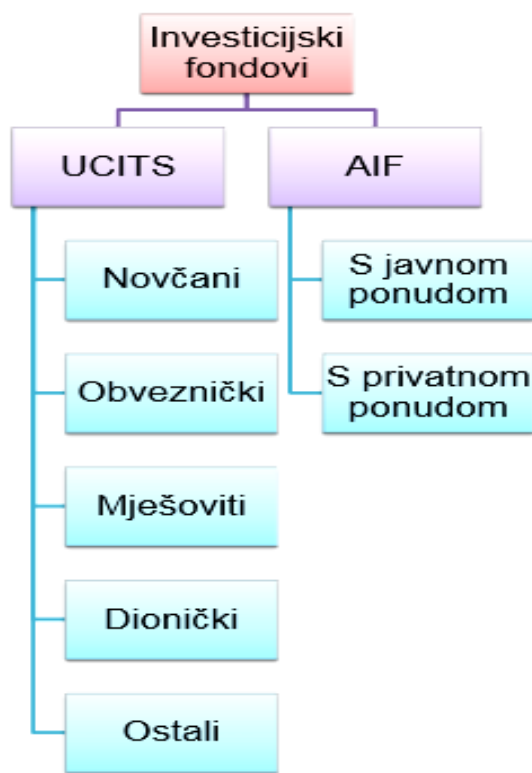 Investicijski
fondovi
UCITS
AIF
Novčani
Obveznički
Mješoviti
Dionički
Ostali
S javnom
ponudom
S privatnom
ponudom